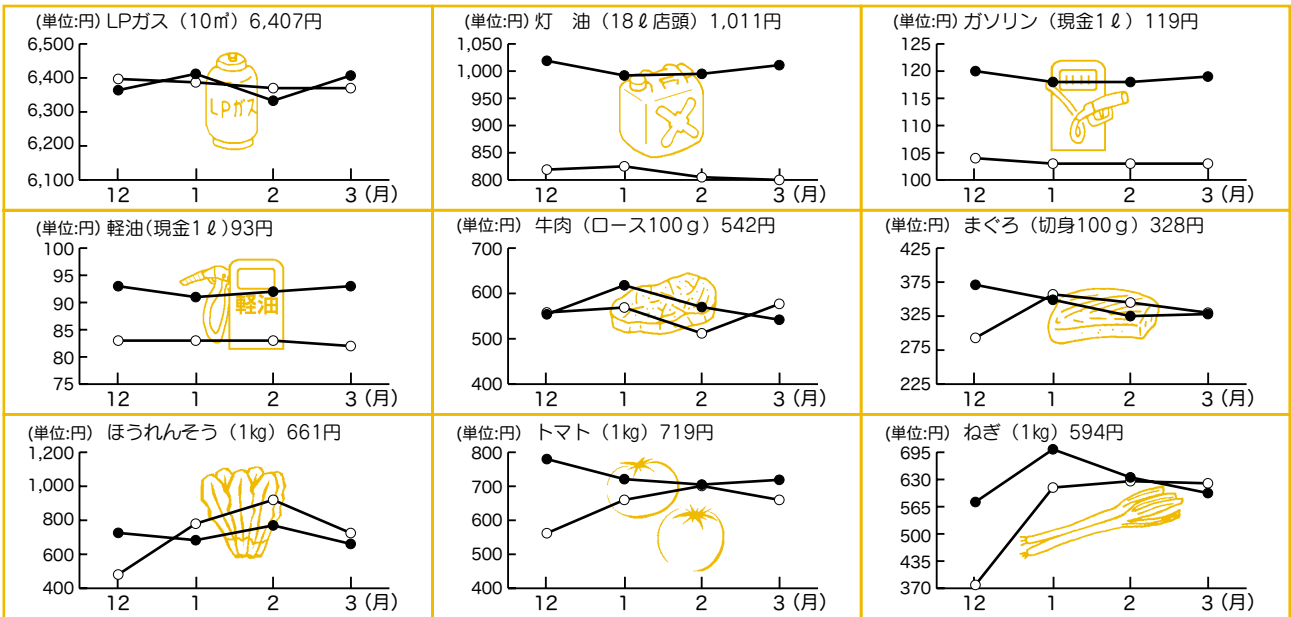 (単位:円) LPガス（10㎥）6,407円
6,500
6,400
6,300
6,200
6,100
LPガス
12 1 2 3 (月)
(単位:円) 灯　油（18ℓ店頭）1,011円
1,050
1,000
950
900
850
800
12 1 2 3 (月)
(単位:円) ガソリン（現金1ℓ）119円
125
120
115
110
105
100
12 1 2 3 (月)
(単位:円) 軽油(現金1ℓ)93円
100
95
90
85
80
75
軽油
12 1 2 3 (月)
(単位:円) 牛肉（ロース100g）542円
700
600
500
400
12 1 2 3 (月)
(単位:円) まぐろ（切身100g）328円
425
375
325
275
225
12 1 2 3 (月)
(単位:円) ほうれんそう（1㎏）661円
1,200
1,000
800
600
400
12 1 2 3 (月)
(単位:円) トマト（1㎏）719円
800
700
600
500
400
12 1 2 3 (月)
(単位:円) ねぎ（1㎏）594円
695
630
565
500
435
370
12 1 2 3 (月)